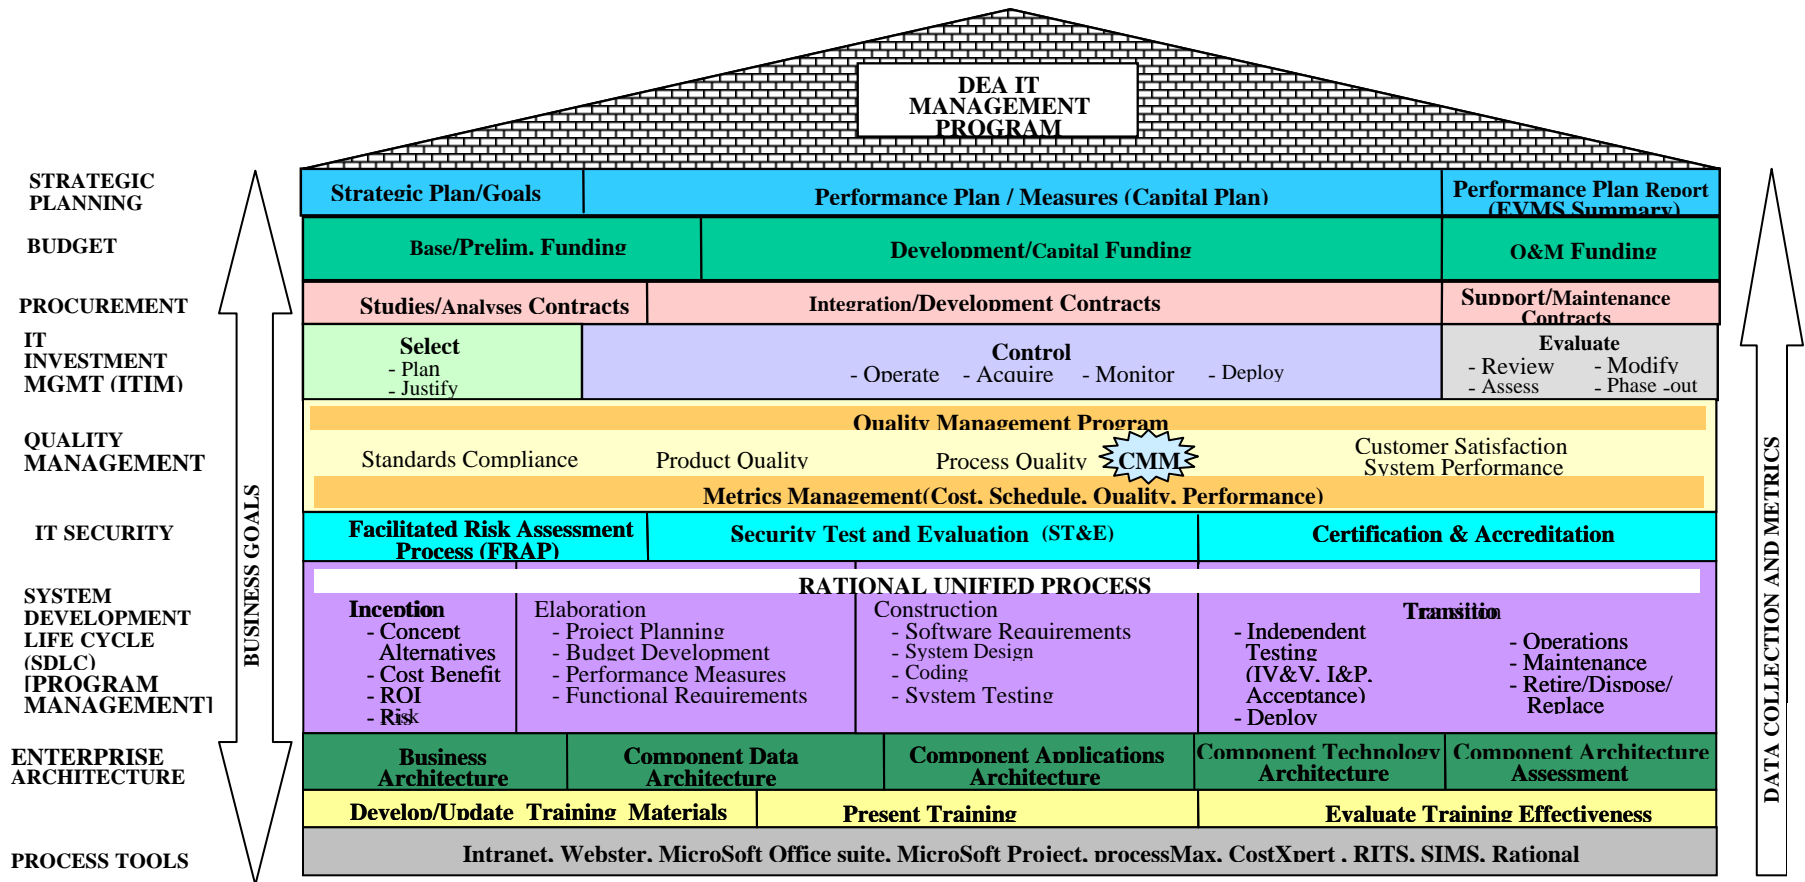 DEA IT
MANAGEMENT
PROGRAM
STRATEGIC
PLANNING
Strategic Plan/Goals
Performance Plan / Measures (Capital Plan)
Performance Plan Report
(EVMS Summary)
BUDGET
Base/Prelim. Funding
Development/Capital Funding
O&M Funding
PROCUREMENT
Studies/Analyses Contracts
Integration/Development Contracts
Support/Maintenance
Contracts
IT
INVESTMENT
MGMT (ITIM)
Select
- Plan
- Justify
Control
- Operate - Acquire - Monitor - Deploy
Evaluate
- Review - Modify
- Assess - Phase -out
QUALITY
MANAGEMENT
Quality Management Program
Standards Compliance
Product Quality
Process Quality
CMM
Customer Satisfaction
System Performance
Metrics Management(Cost, Schedule, Quality, Performance)
IT SECURITY
Facilitated Risk Assessment
Process (FRAP)
Security Test and Evaluation (ST&E)
Certification & Accreditation
SYSTEM
DEVELOPMENT
LIFE CYCLE
(SDLC)
[PROGRAM
MANAGEMENT]
RATIONAL UNIFIED PROCESS
Inception
- Concept
Alternatives
- Cost Benefit
- ROI
- Risk
Elaboration
- Project Planning
- Budget Development
- Performance Measures
- Functional Requirements
Construction
- Software Requirements
- System Design
- Coding
- System Testing
Transitio
- Independent
Testing
(IV&V, I&P,
Acceptance)
- Deploy
- Operations
- Maintenance
- Retire/Dispose/
Replace
ENTERPRISE
ARCHITECTURE
Business
Architecture
Component Data
Architecture
Component Applications
Architecture
Component Technology
Architecture
Component Architecture
Assessment
Develop/Update Training Materials
Present Training
Evaluate Training Effectiveness
PROCESS TOOLS
Intranet, Webster, MicroSoft Office suite, MicroSoft Project, processMax, CostXpert , RITS, SIMS, Rational
BUSINESS GOALS
DATA COLLECTION AND METRICS